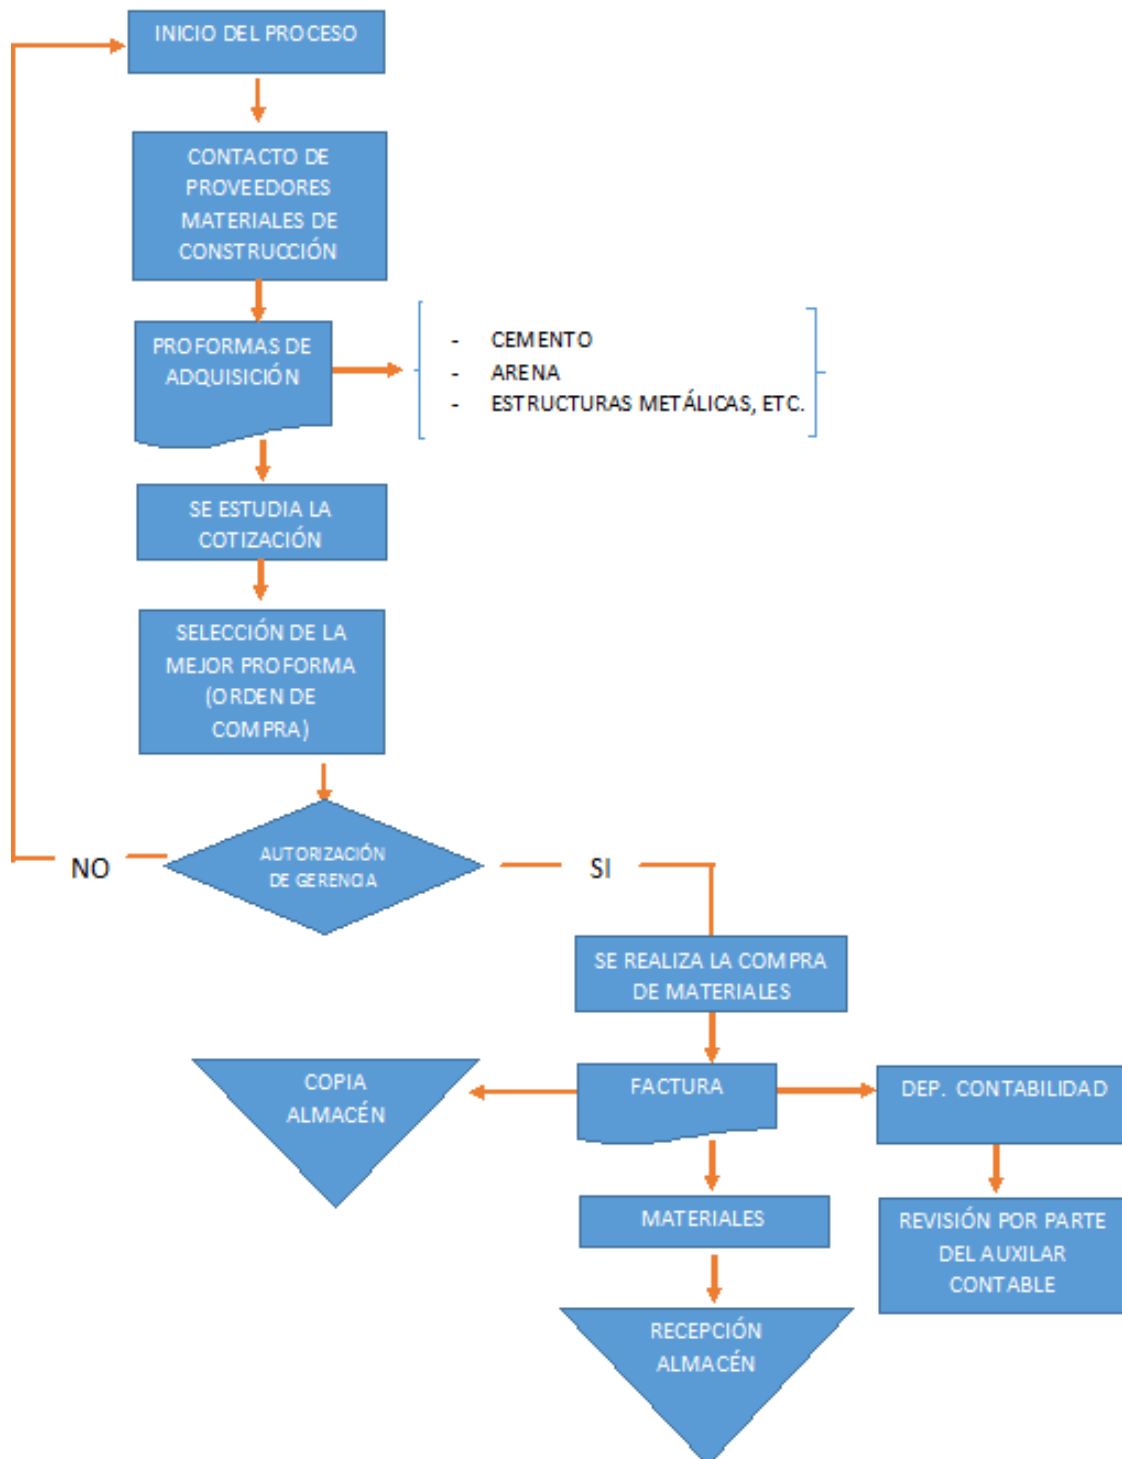 INICIO DEL PROCESO
CONTACTO DE
PROVEEDORES
MATERIALES DE
CONSTRUCCIÓN
PROFORMAS DE
ADQUISICIÓN
- CEMENTO
- ARENA
- ESTRUCTURAS METÁLICAS, ETC.
SE ESTUDIA LA
COTIZACIÓN
SELECCIÓN DE LA
MEJOR PROFORMA
(ORDEN DE
COMPRA)
AUTORIZACIÓN
DE GERENCIA
NO
SI
SE REALIZA LA COMPRA
DE MATERIALES
COPIA
ALMACÉN
FACTURA
DEP. CONTABILIDAD
MATERIALES
REVISIÓN POR PARTE
DEL AUXILAR
CONTABLE
RECEPCIÓN
ALMACÉN